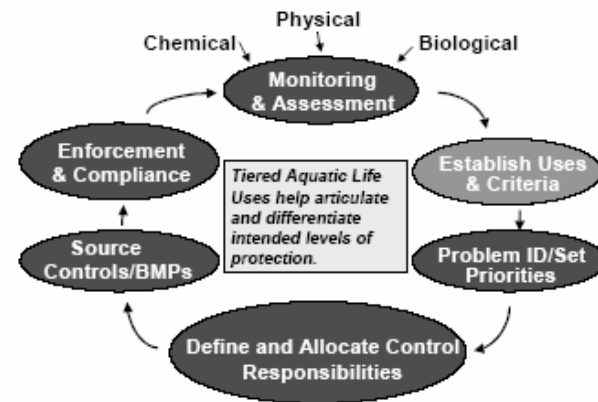 Physical
Chemical
Biological
Monitoring
& Assessment
Enforcement
& Compliance
Establish Uses
& Criteria
Tiered Aquatic Life
Uses help articulate
and differentiate
intended levels of
protection.
Source
Controls/BMPs
Problem ID/Set
Priorities
Define and Allocate Control
Responsibilities